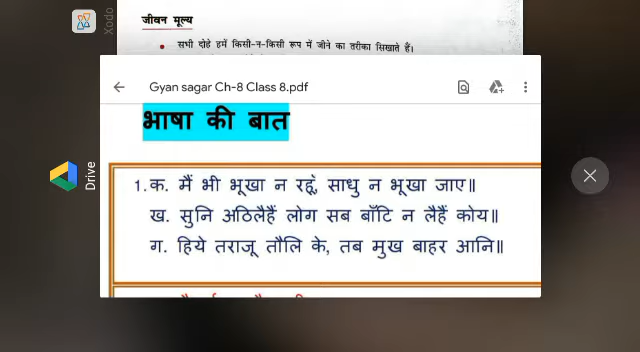 Xodo
जीवन मूल्य
• सभी दोहे हमें किसी-न-किसी रूप में जीने का तरीका सिखाते हैं।
Gyan sagar Ch-8 Class 8.pdf
भाषा की बात
Drive
1.क. मैं भी भूखा न रहूँ, साधु न भूखा जाए॥
ख. सुनि अठिलैहैं लोग सब बाँटि न लैहैं कोय॥
ग. हिये तराजू तौलि के, तब मुख बाहर आनि॥